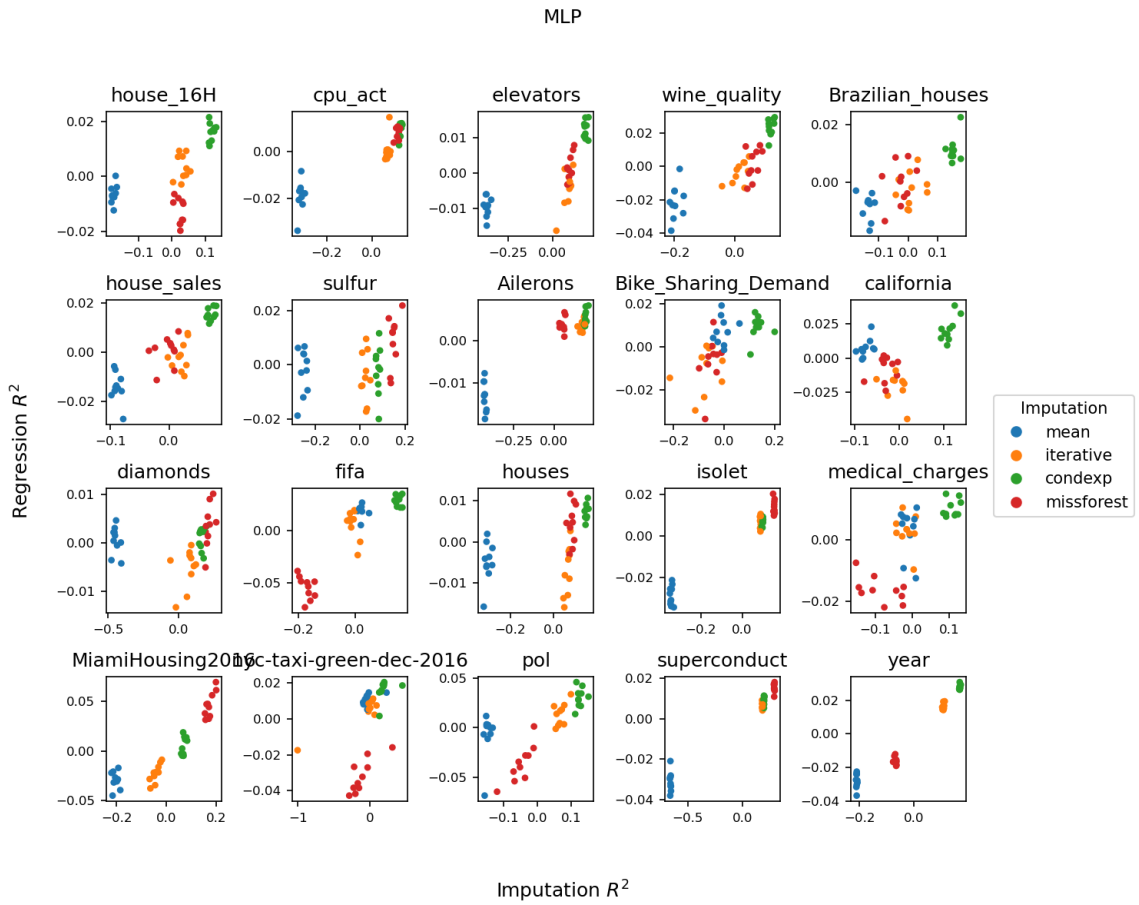 MLP
house_16H cpu_act elevators wine_quality Brazilian_houses
0.02 0.00 0.01 0.02 0.02
0.01 −0.02 0.00 0.00 0.00
0.00 −0.01 −0.02 −0.02
−0.01 −0.04
−0.02
−0.1 0.0 0.1 0.0 −0.25 0.00 −0.2 0.0 −0.1 0.0 0.1
house_sales sulfur Ailerons Bike_Sharing_Demand california
0.02 0.02 0.00 0.02 0.025
0.00 0.00 −0.01 0.00 0.000
−0.02 −0.02 −0.02 −0.025
−0.1 0.0 −0.2 0.0 0.2 −0.25 0.00 −0.2 0.0 0.2 −0.1 0.0 0.1
diamonds fifa houses isolet medical_charges
0.01 0.00 0.01 0.02 0.00
0.00 −0.05 0.00 0.00 −0.02
−0.01 −0.01 −0.02
−0.5 0.0 −0.2 0.0 −0.2 0.0 0.0 −0.1 0.0 0.1
MiamiHousing2016 nyc-taxi-green-dec-2016 pol superconduct year
0.05 0.02 0.05 0.02 0.02
0.00 0.00 0.00 0.00 0.00
−0.05 −0.02 −0.05 −0.02 −0.02
−0.04 −0.04 −0.04
−0.2 0.0 0.2 −1 0 −0.1 0.0 0.1 −0.5 0.0 0.0
Regression R²
Imputation R²
Imputation
mean
iterative
condexp
missforest